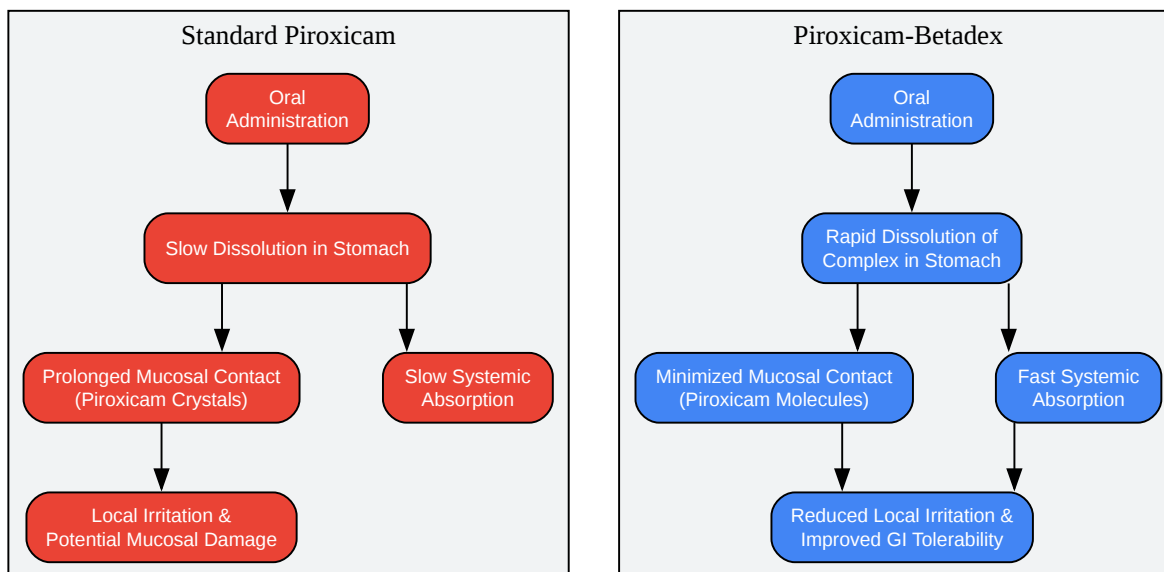 Standard Piroxicam
Oral
Administration
Slow Dissolution in Stomach
Prolonged Mucosal Contact
(Piroxicam Crystals)
Slow Systemic
Absorption
Local Irritation &
Potential Mucosal Damage
Piroxicam-Betadex
Oral
Administration
Rapid Dissolution of
Complex in Stomach
Minimized Mucosal Contact
(Piroxicam Molecules)
Fast Systemic
Absorption
Reduced Local Irritation &
Improved GI Tolerability